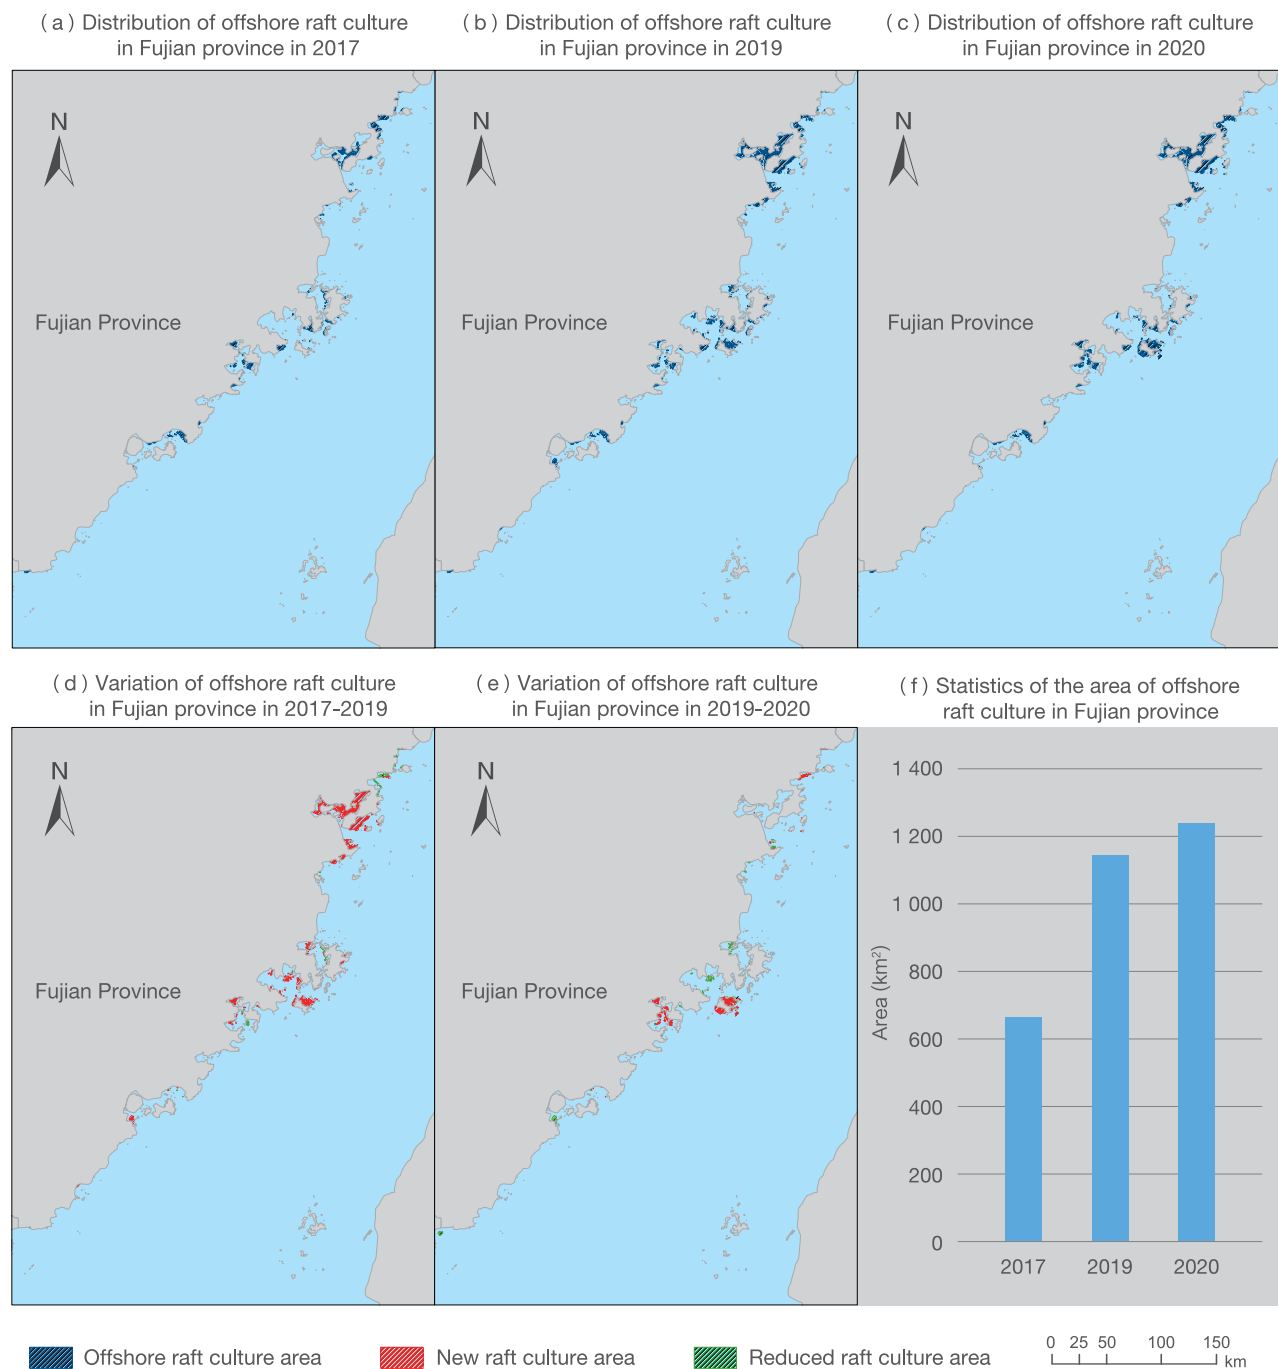 ( a ) Distribution of offshore raft culture
in Fujian province in 2017
( b ) Distribution of offshore raft culture
in Fujian province in 2019
( c ) Distribution of offshore raft culture
in Fujian province in 2020
N
Fujian Province
N
Fujian Province
N
Fujian Province
( d ) Variation of offshore raft culture
in Fujian province in 2017-2019
( e ) Variation of offshore raft culture
in Fujian province in 2019-2020
( f ) Statistics of the area of offshore
raft culture in Fujian province
N
Fujian Province
N
Fujian Province
Area (km²)
1 400
1 200
1 000
800
600
400
200
0
2017 2019 2020
Offshore raft culture area
New raft culture area
Reduced raft culture area
0 25 50 100 150
km